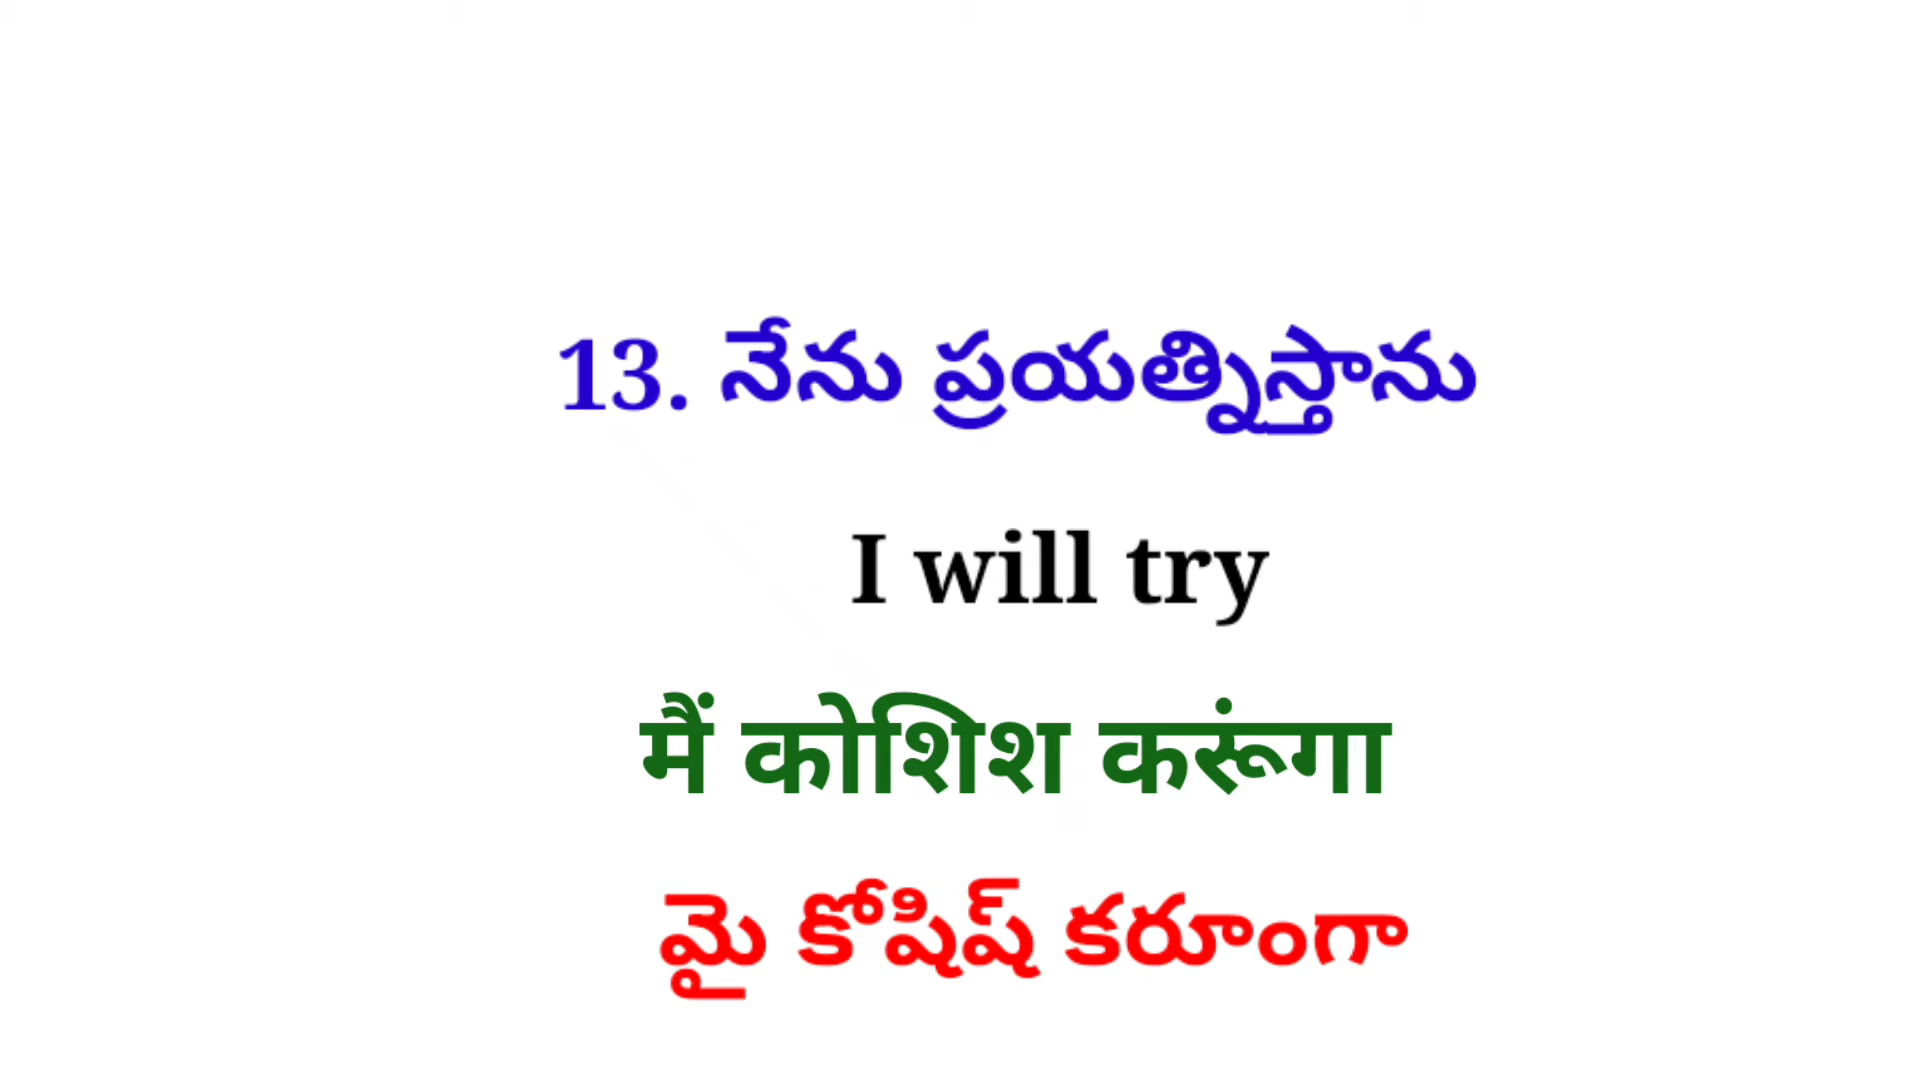 13. నేను ప్రయత్నిస్తాను
I will try
मैं कोशिश करूंगा
మై కోషిష్ కరూంగా